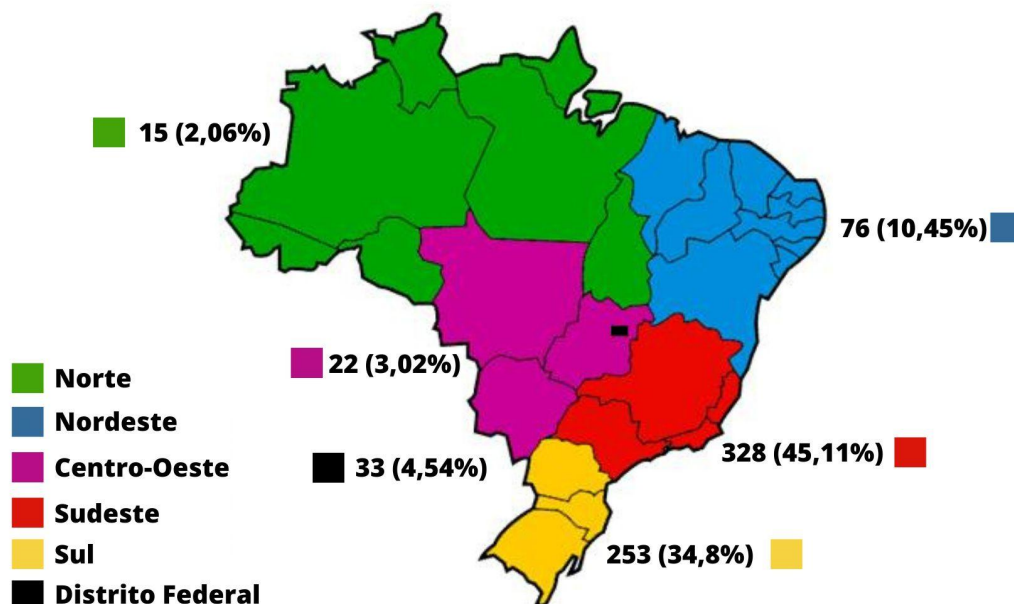 15 (2,06%)
76 (10,45%)
22 (3,02%)
33 (4,54%)
328 (45,11%)
253 (34,8%)
Norte
Nordeste
Centro-Oeste
Sudeste
Sul
Distrito Federal